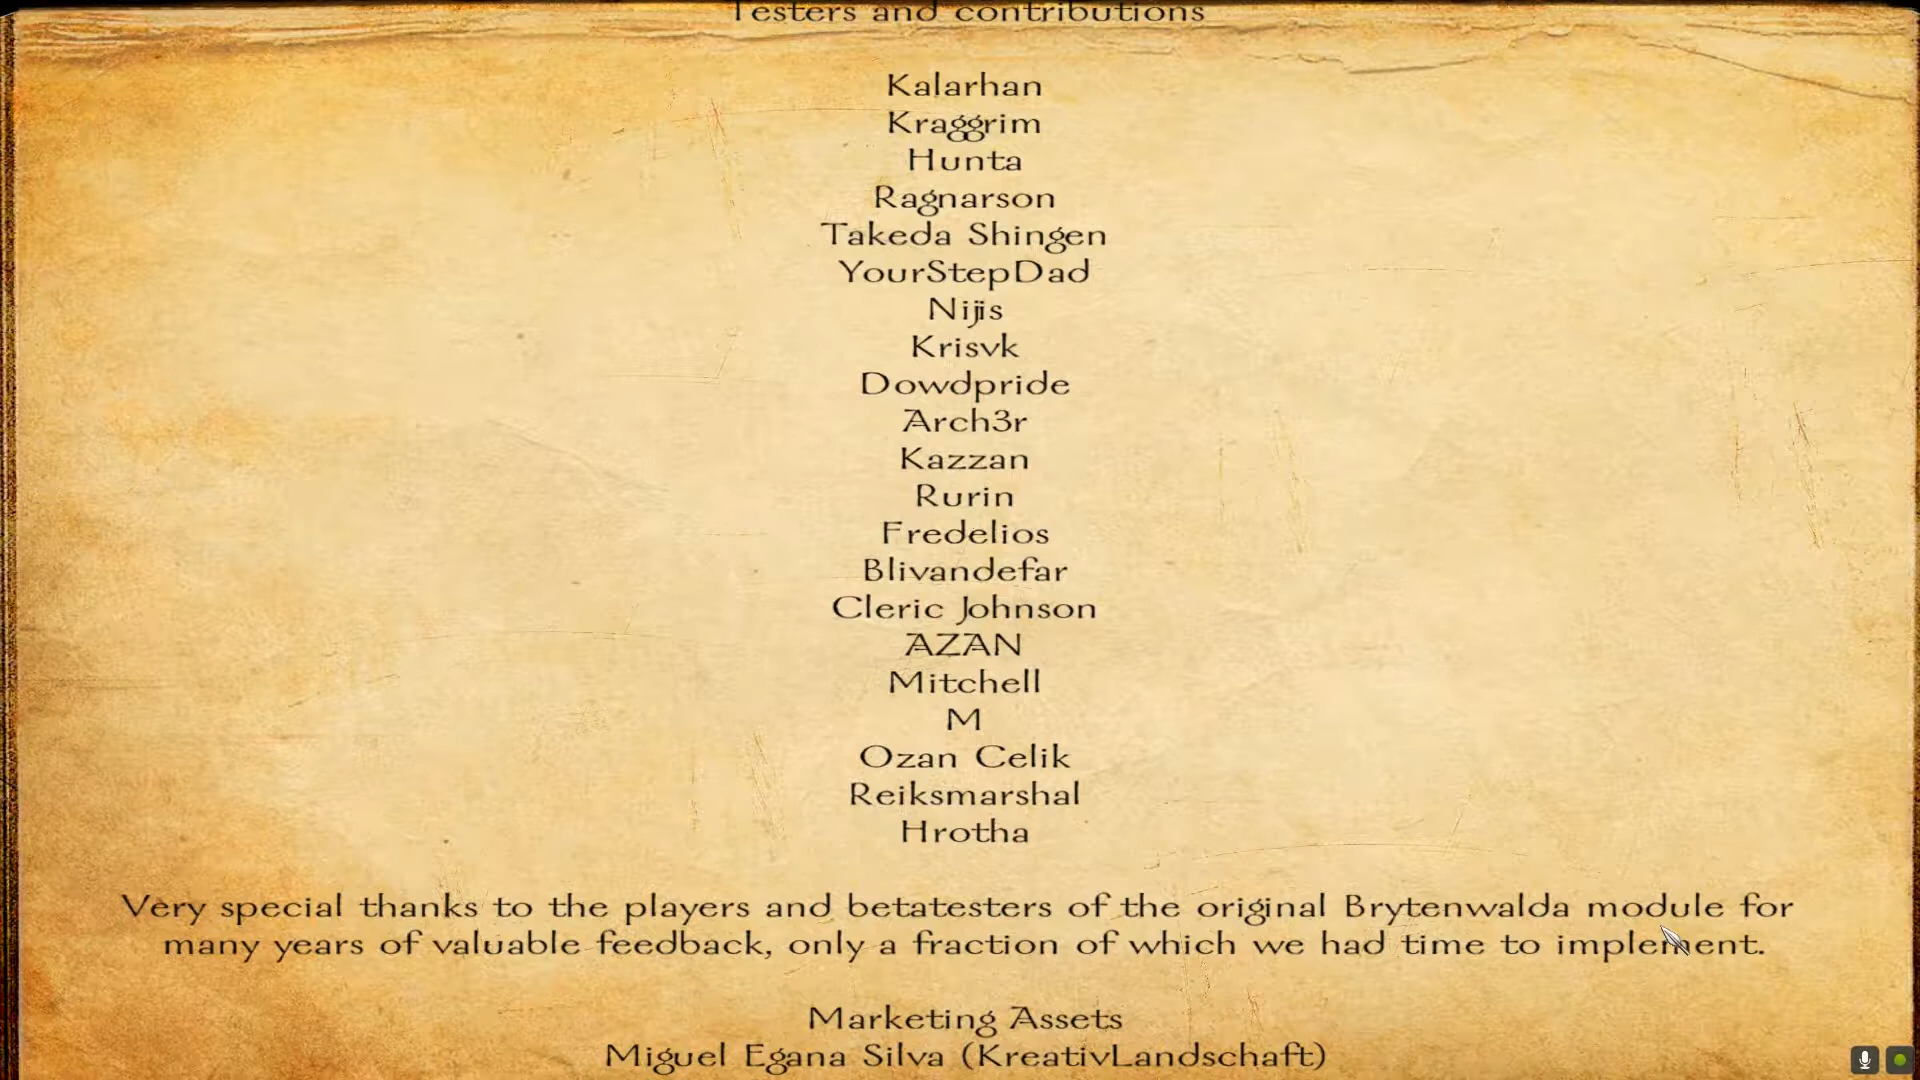 Testers and contributions
Kalarhan
Kraggrim
Hunta
Ragnarson
Takeda Shingen
YourStepDad
Nijis
Krisvk
Dowdpride
Arch3r
Kazzan
Rurin
Fredelios
Blivandefar
Cleric Johnson
AZAN
Mitchell
M
Ozan Celik
Reiksmarshal
Hrotha
Very special thanks to the players and betatesters of the original Brytenwalda module for
many years of valuable feedback, only a fraction of which we had time to implement.
Marketing Assets
Miguel Egana Silva (KreativLandschaft)